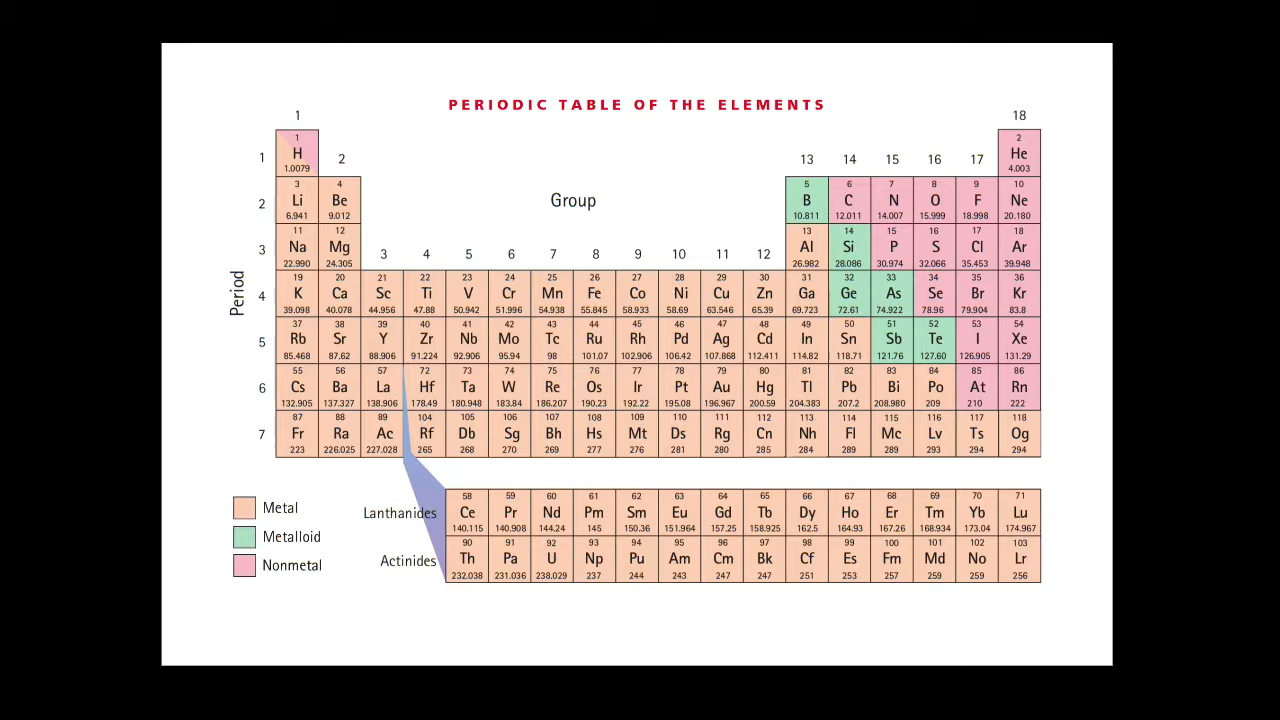 PERIODIC TABLE OF THE ELEMENTS
1 18
1 2
1 H He
1.0079 2 13 14 15 16 17 4.003
3 4 5 6 7 8 9 10
2 Li Be Group B C N O F Ne
6.941 9.012 10.811 12.011 14.007 15.999 18.998 20.180
11 12 13 14 15 16 17 18
3 Na Mg 3 4 5 6 7 8 9 10 11 12 Al Si P S Cl Ar
22.990 24.305 26.982 28.086 30.974 32.066 35.453 39.948
Period
19 20 21 22 23 24 25 26 27 28 29 30 31 32 33 34 35 36
4 K Ca Sc Ti V Cr Mn Fe Co Ni Cu Zn Ga Ge As Se Br Kr
39.098 40.078 44.956 47.88 50.942 51.996 54.938 55.845 58.933 58.69 63.546 65.39 69.723 72.61 74.922 78.96 79.904 83.8
37 38 39 40 41 42 43 44 45 46 47 48 49 50 51 52 53 54
5 Rb Sr Y Zr Nb Mo Tc Ru Rh Pd Ag Cd In Sn Sb Te I Xe
85.468 87.62 88.906 91.224 92.906 95.94 98 101.07 102.906 106.42 107.868 112.411 114.82 118.71 121.76 127.60 126.905 131.29
55 56 57 72 73 74 75 76 77 78 79 80 81 82 83 84 85 86
6 Cs Ba La Hf Ta W Re Os Ir Pt Au Hg Tl Pb Bi Po At Rn
132.905 137.327 138.906 178.49 180.948 183.84 186.207 190.23 192.22 195.08 196.967 200.59 204.383 207.2 208.980 209 210 222
87 88 89 104 105 106 107 108 109 110 111 112 113 114 115 116 117 118
7 Fr Ra Ac Rf Db Sg Bh Hs Mt Ds Rg Cn Nh Fl Mc Lv Ts Og
223 226.025 227.028 265 268 270 269 277 276 281 280 285 284 289 289 293 294 294
Metal
Metalloid
Nonmetal
58 59 60 61 62 63 64 65 66 67 68 69 70 71
Lanthanides Ce Pr Nd Pm Sm Eu Gd Tb Dy Ho Er Tm Yb Lu
140.115 140.908 144.24 145 150.36 151.964 157.25 158.925 162.5 164.93 167.26 168.934 173.04 174.967
90 91 92 93 94 95 96 97 98 99 100 101 102 103
Actinides Th Pa U Np Pu Am Cm Bk Cf Es Fm Md No Lr
232.038 231.036 238.029 237 244 243 247 247 251 253 257 259 259 256